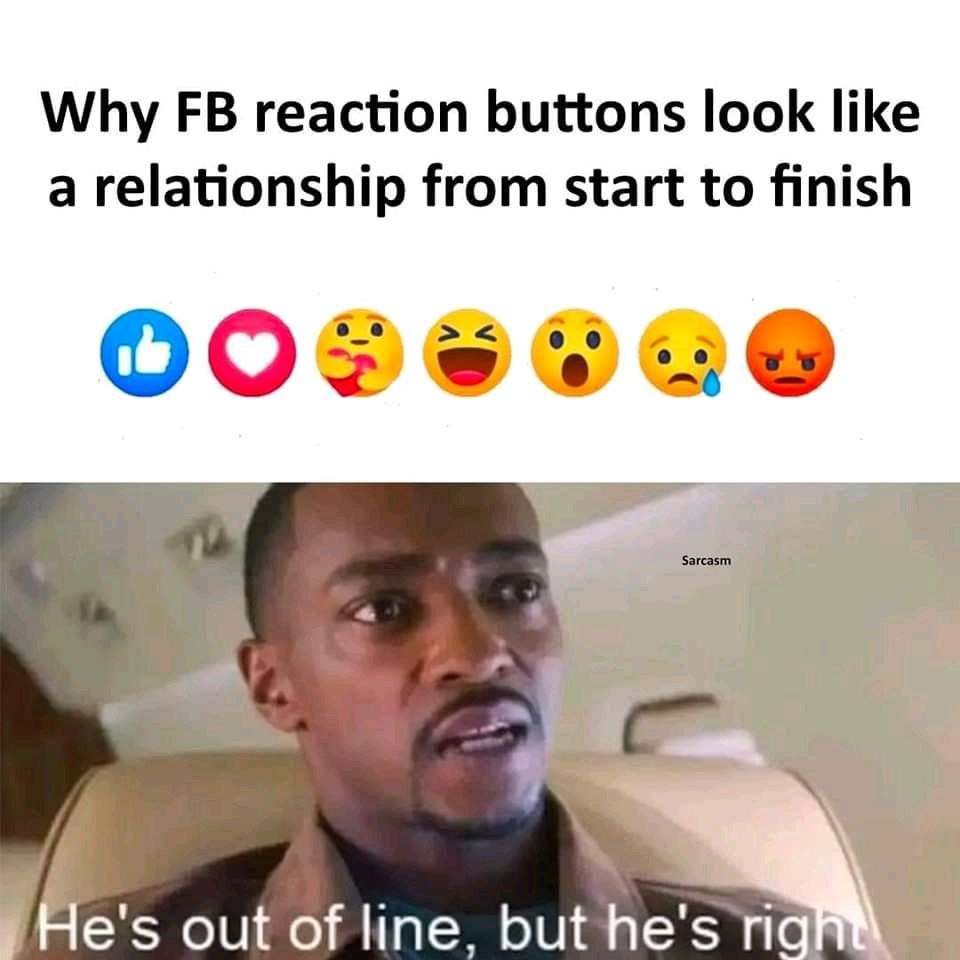 Why FB reaction buttons look like
a relationship from start to finish
Sarcasm
He's out of line, but he's right